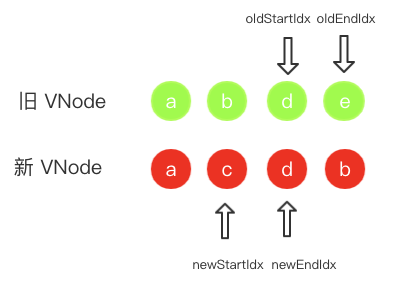 oldStartIdx oldEndIdx
旧 VNode a b d e
新 VNode a c d b
newStartIdx newEndIdx